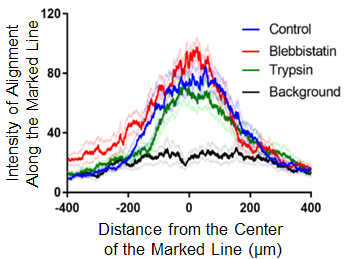 Intensity of Alignment
Along the Marked Line
120
80
40
0
-400
-200
0
200
400
Control
Blebbistatin
Trypsin
Background
Distance from the Center
of the Marked Line (μm)